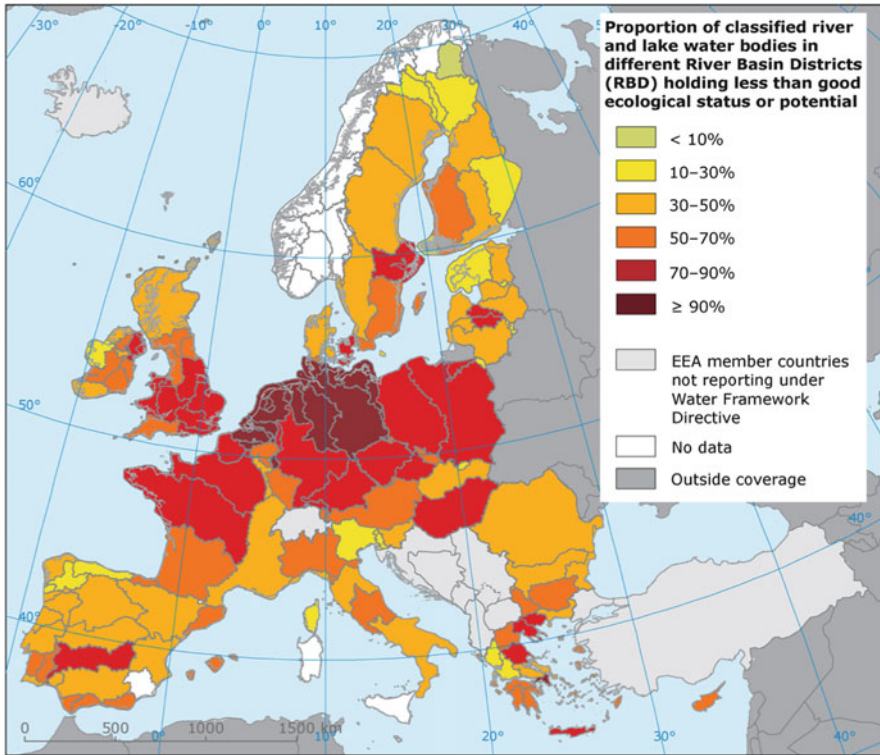 -30°
-20°
-10°
0°
10°
20°
30°
40°
50°
60°
Proportion of classified river
and lake water bodies in
different River Basin Districts
(RBD) holding less than good
ecological status or potential
< 10%
10–30%
30–50%
50–70%
70–90%
≥ 90%
EEA member countries
not reporting under
Water Framework
Directive
No data
Outside coverage
60°
50°
50°
40°
40°
0 500 1000 1500 km
0°
10°
20°
30°
40°